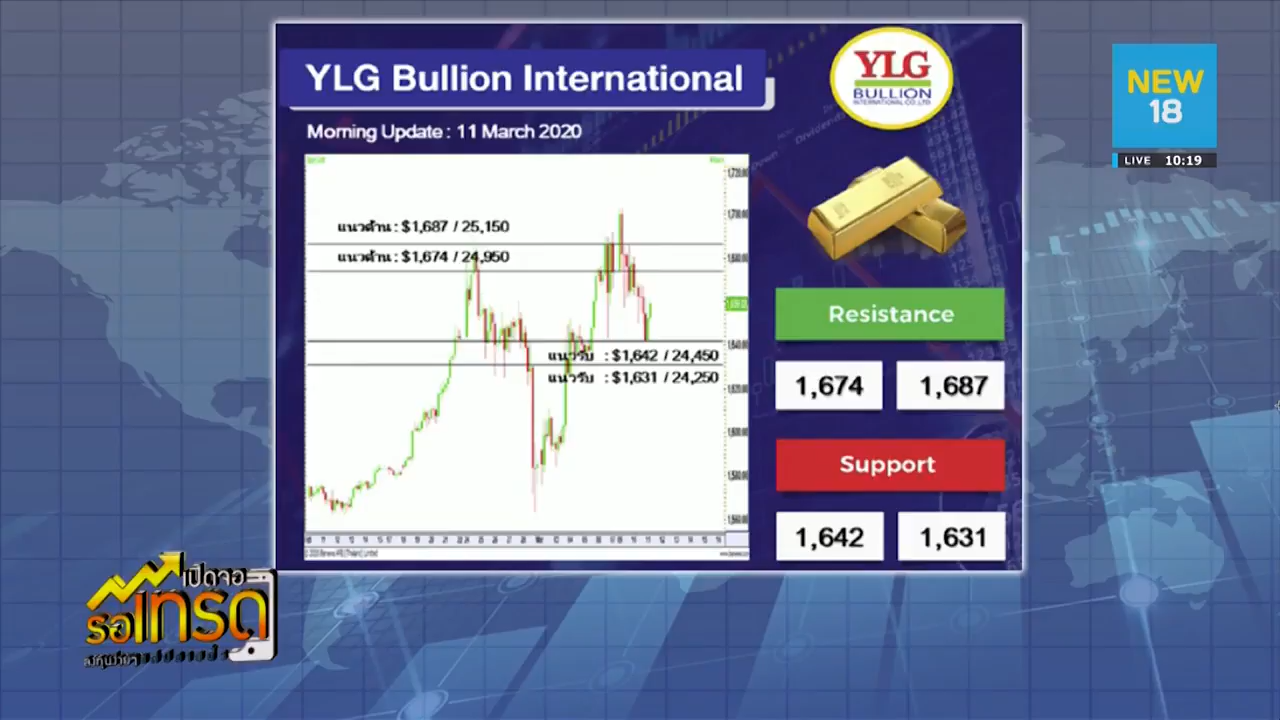 YLG Bullion International
Morning Update : 11 March 2020
YLG
BULLION
INTERNATIONAL CO.,LTD
NEW
18
LIVE 10:19
แนวต้าน : $1,687 / 25,150
แนวต้าน : $1,674 / 24,950
แนวรับ : $1,642 / 24,450
แนวรับ : $1,631 / 24,250
Resistance
1,674 1,687
Support
1,642 1,631
เปิดจอ
รอเทรด